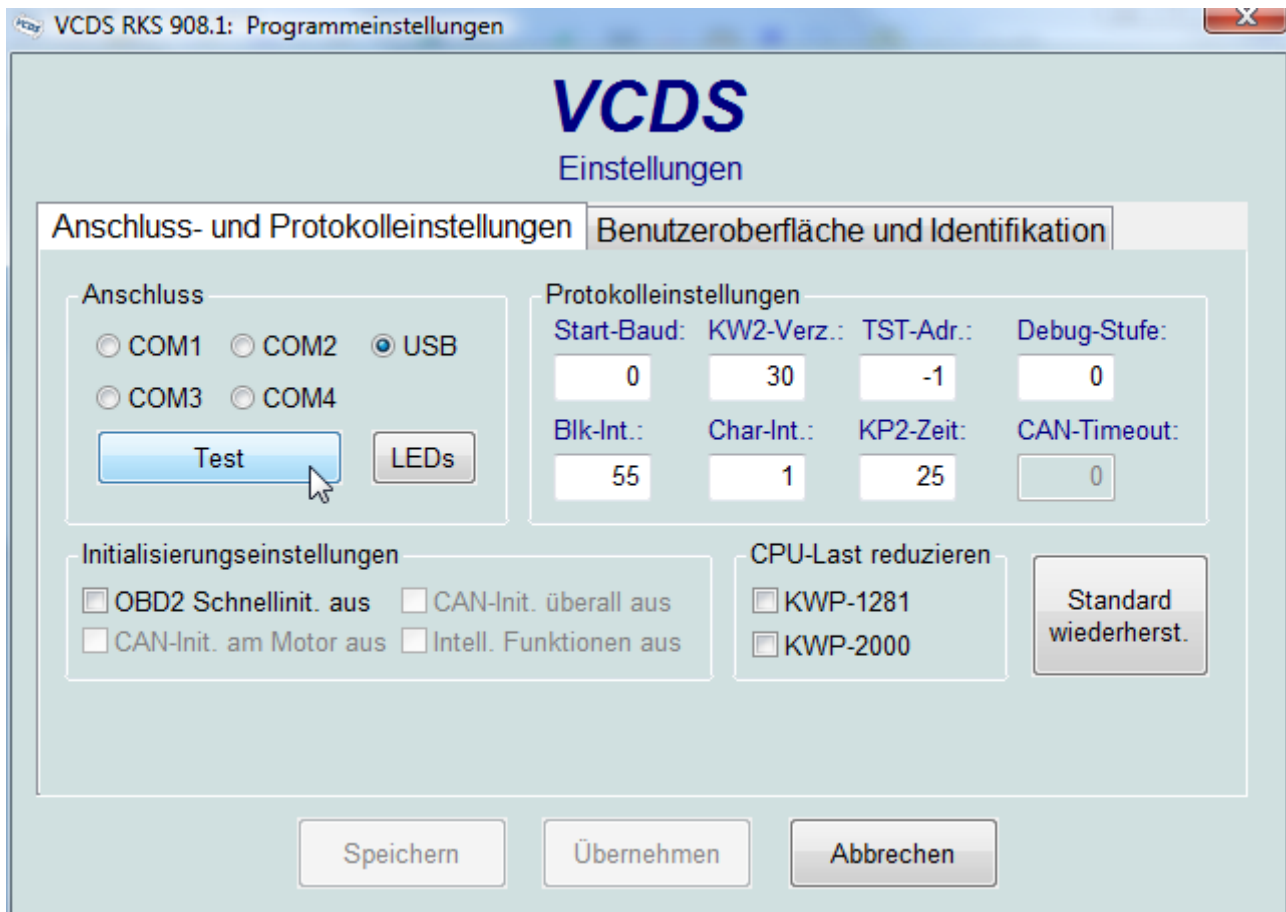 VCDS RKS 908.1: Programmeinstellungen
VCDS
Einstellungen
Anschluss- und Protokolleinstellungen
Benutzeroberfläche und Identifikation
Anschluss
COM1 COM2 USB
COM3 COM4
Test LEDs
Protokolleinstellungen
Start-Baud: KW2-Verz.: TST-Adr.: Debug-Stufe:
0 30 -1 0
Blk-Int.: Char-Int.: KP2-Zeit: CAN-Timeout:
55 1 25 0
Initialisierungseinstellungen
OBD2 Schnellinit. aus CAN-Init. überall aus
CAN-Init. am Motor aus Intell. Funktionen aus
CPU-Last reduzieren
KWP-1281
KWP-2000
Standard
wiederherst.
Speichern Übernehmen Abbrechen